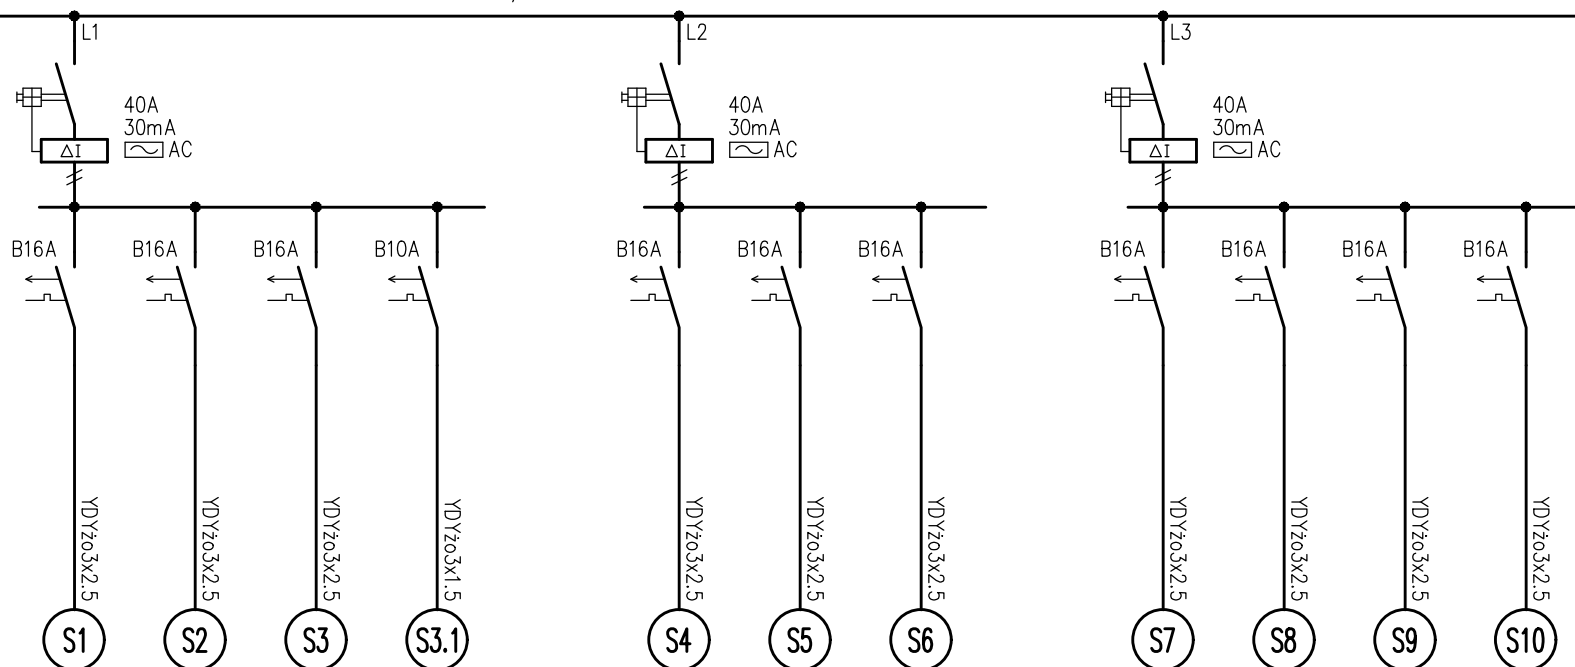 L1
L2
L3
40A
30mA
AC
ΔI
40A
30mA
AC
ΔI
40A
30mA
AC
ΔI
B16A
B16A
B16A
B10A
B16A
B16A
B16A
B16A
B16A
B16A
B16A
YDYżo3x2.5
YDYżo3x2.5
YDYżo3x2.5
YDYżo3x1.5
YDYżo3x2.5
YDYżo3x2.5
YDYżo3x2.5
YDYżo3x2.5
YDYżo3x2.5
YDYżo3x2.5
YDYżo3x2.5
S1
S2
S3
S3.1
S4
S5
S6
S7
S8
S9
S10